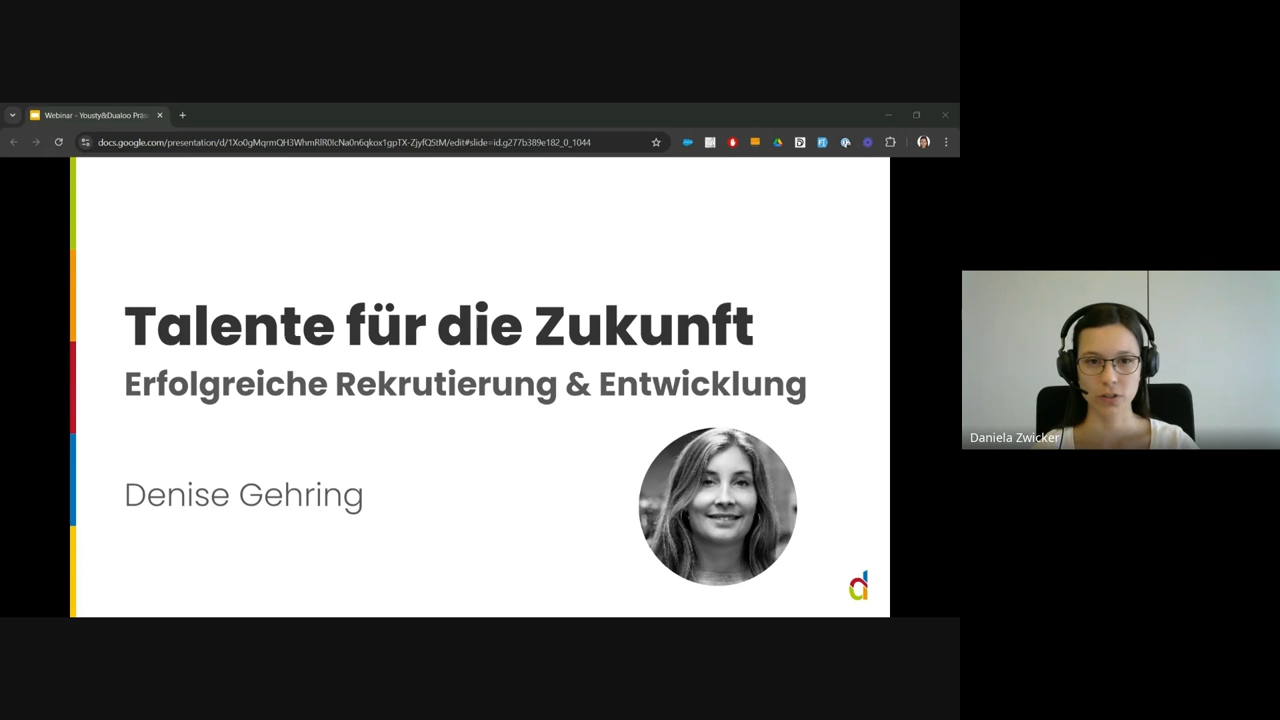 Webinar - Yousty&Dualoo Präs
docs.google.com/presentation/d/1Xo0gMqrmQH3WhmRlR0IcNa0n6qkox1gpTX-ZjyfQStM/edit#slide=id.g277b389e182_0_1044
Talente für die Zukunft
Erfolgreiche Rekrutierung & Entwicklung
Denise Gehring
Daniela Zwicker